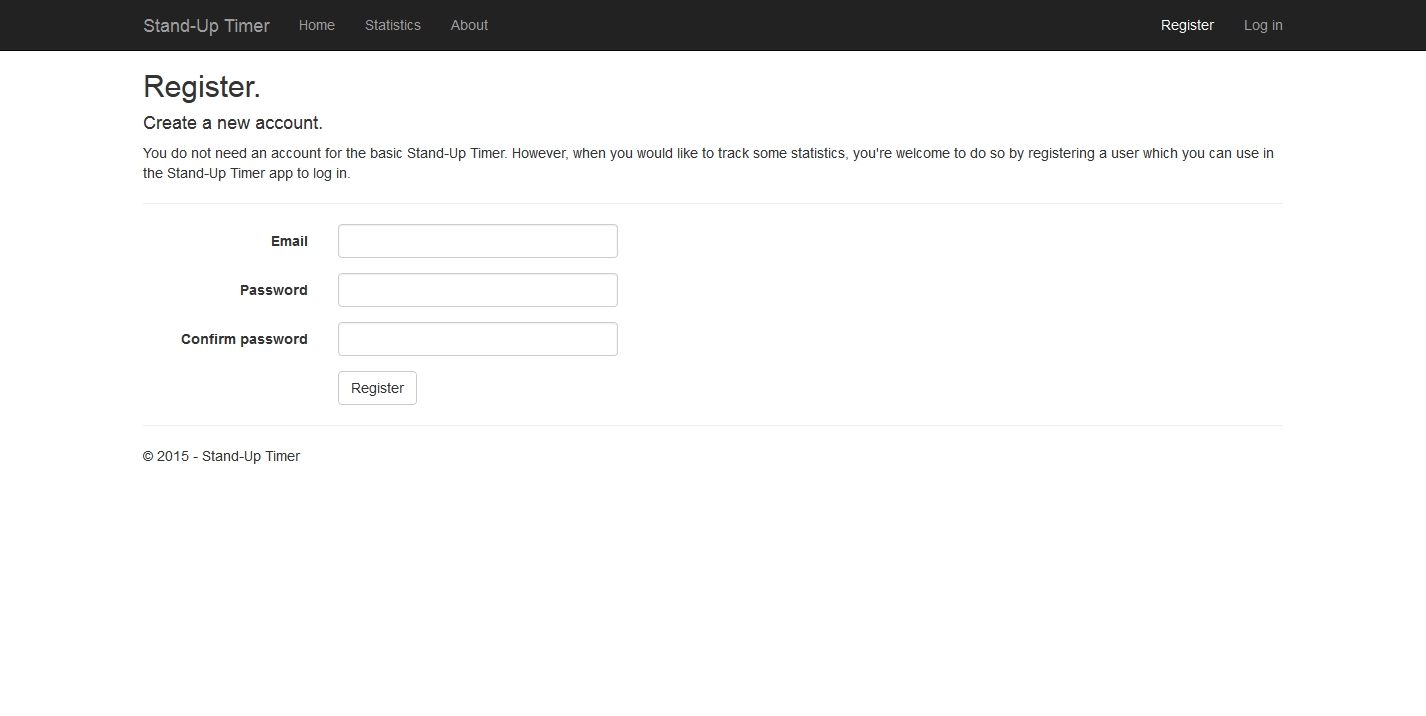 Stand-Up Timer Home Statistics About Register Log in
Register.
Create a new account.
You do not need an account for the basic Stand-Up Timer. However, when you would like to track some statistics, you're welcome to do so by registering a user which you can use in
the Stand-Up Timer app to log in.
Email
Password
Confirm password
Register
© 2015 - Stand-Up Timer